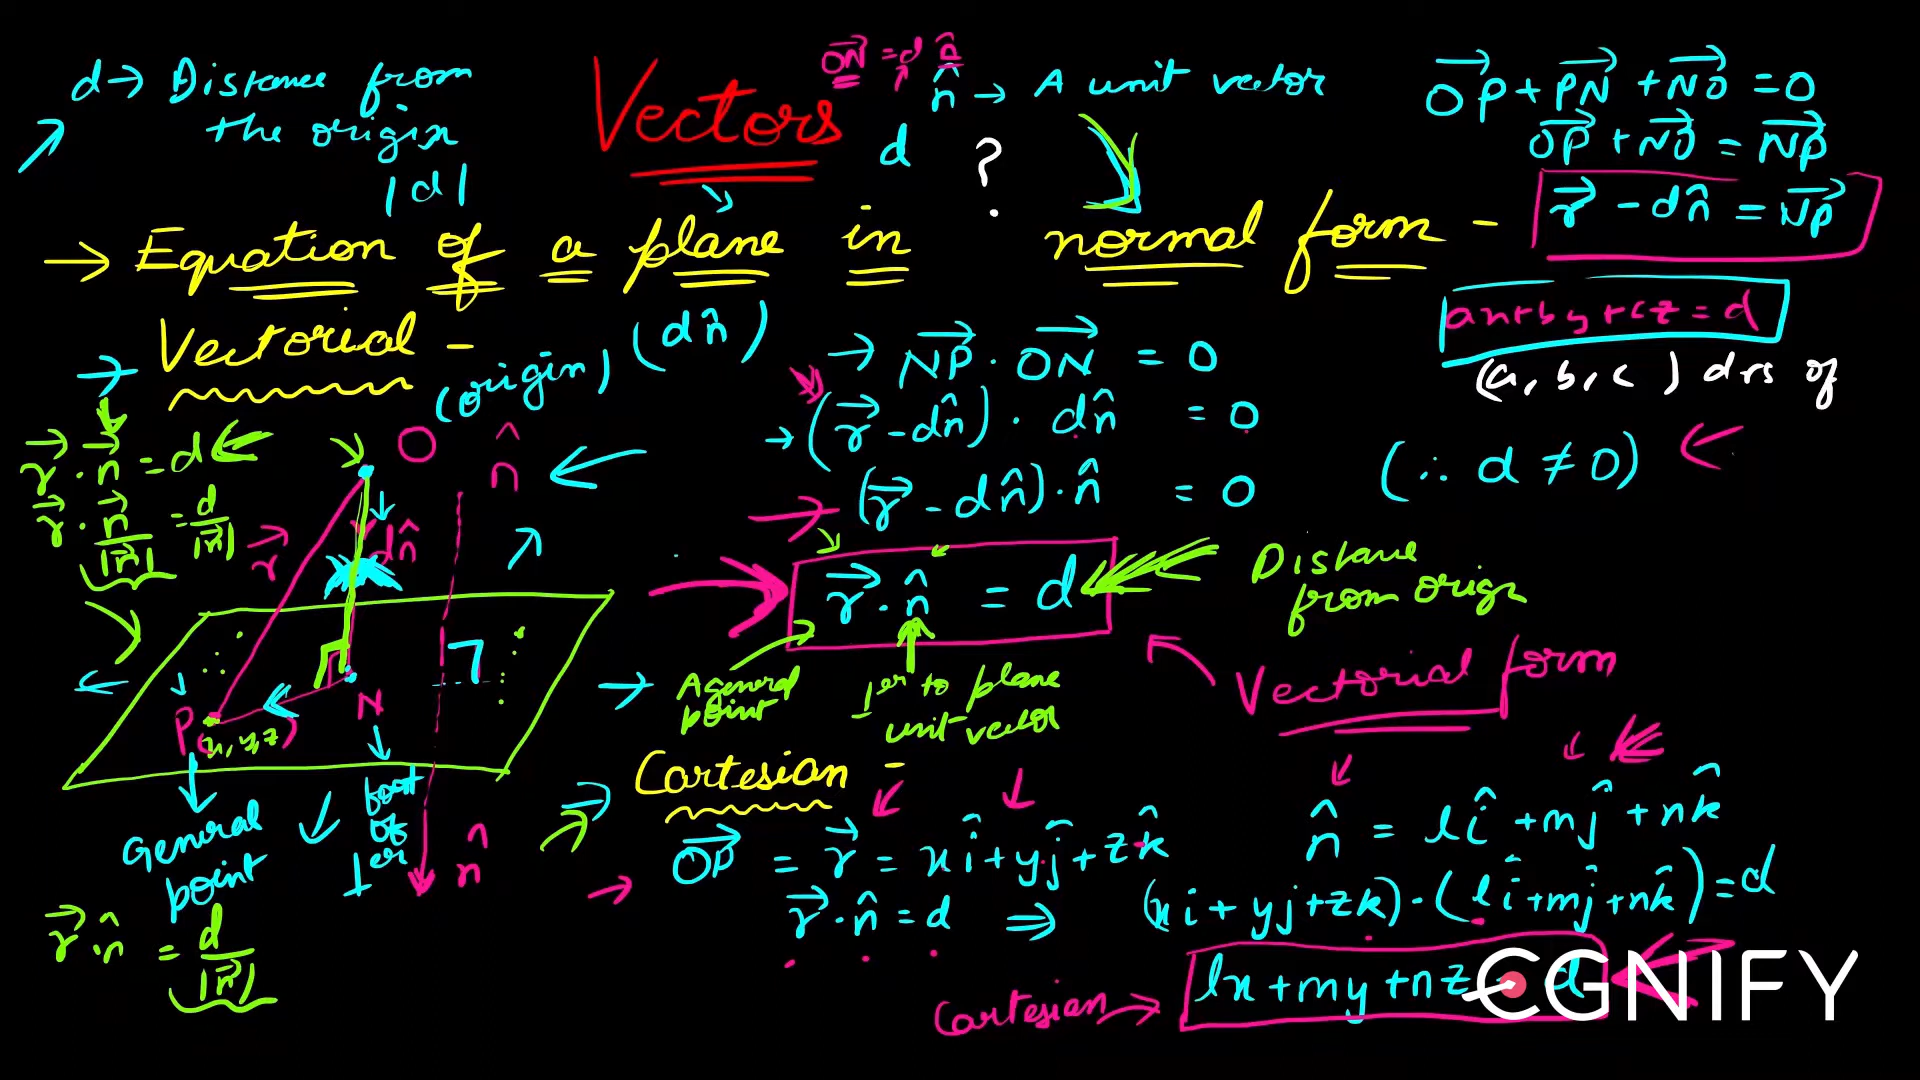 d → Distance from
the origin
|d|
Vectors
ON⃗ = d n̂
n̂ → A unit vector
d ?
OP⃗ + PN⃗ + NO⃗ = 0
OP⃗ + NO⃗ = NP⃗
r⃗ - dn̂ = NP⃗
→ Equation of a plane in normal form -
ax+by+cz = d
(a, b, c) drs of
→ Vectorial -
(origin) (dn̂)
→ NP⃗ . ON⃗ = 0
→ (r⃗ - dn̂) . dn̂ = 0
(∴ d ≠ 0)
(r⃗ - dn̂) . n̂ = 0
r⃗ . n⃗ = d
r⃗ . n⃗/|n⃗| = d/|n⃗|
O n̂
r⃗
dn̂
P(x, y, z)
N
General
point
foot
of
⊥er
n̂
r⃗ . n̂ = d/|n⃗|
r⃗ . n̂ = d
Distance
from origin
A general
point
⊥er to plane
unit vector
Vectorial form
Cartesian -
OP⃗ = r⃗ = xî + yĵ + zk̂
n̂ = lî + mĵ + nk̂
r⃗ . n̂ = d ⇒ (xi + yj + zk) . (lî + mĵ + nk̂) = d
Cartesian → lx + my + nz = d
CGNIFY